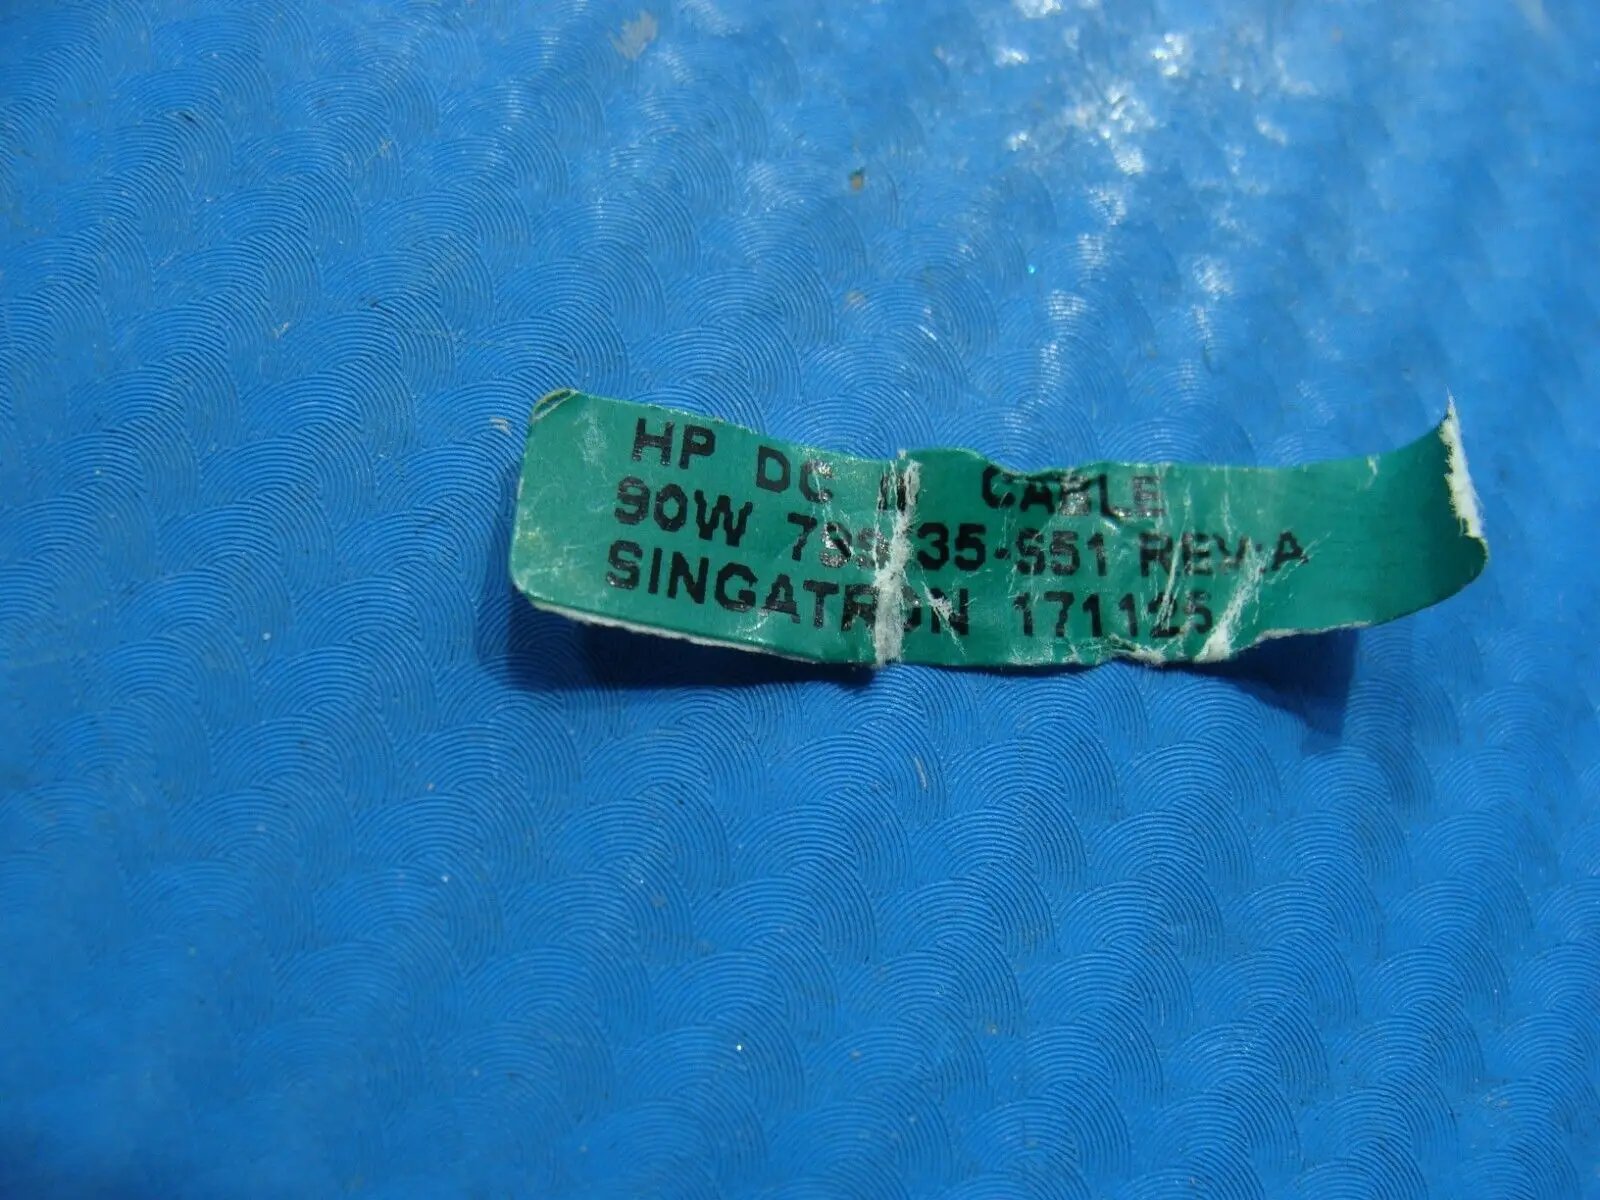 HP DC CABLE
90W REV:A
SINGATRON 171125